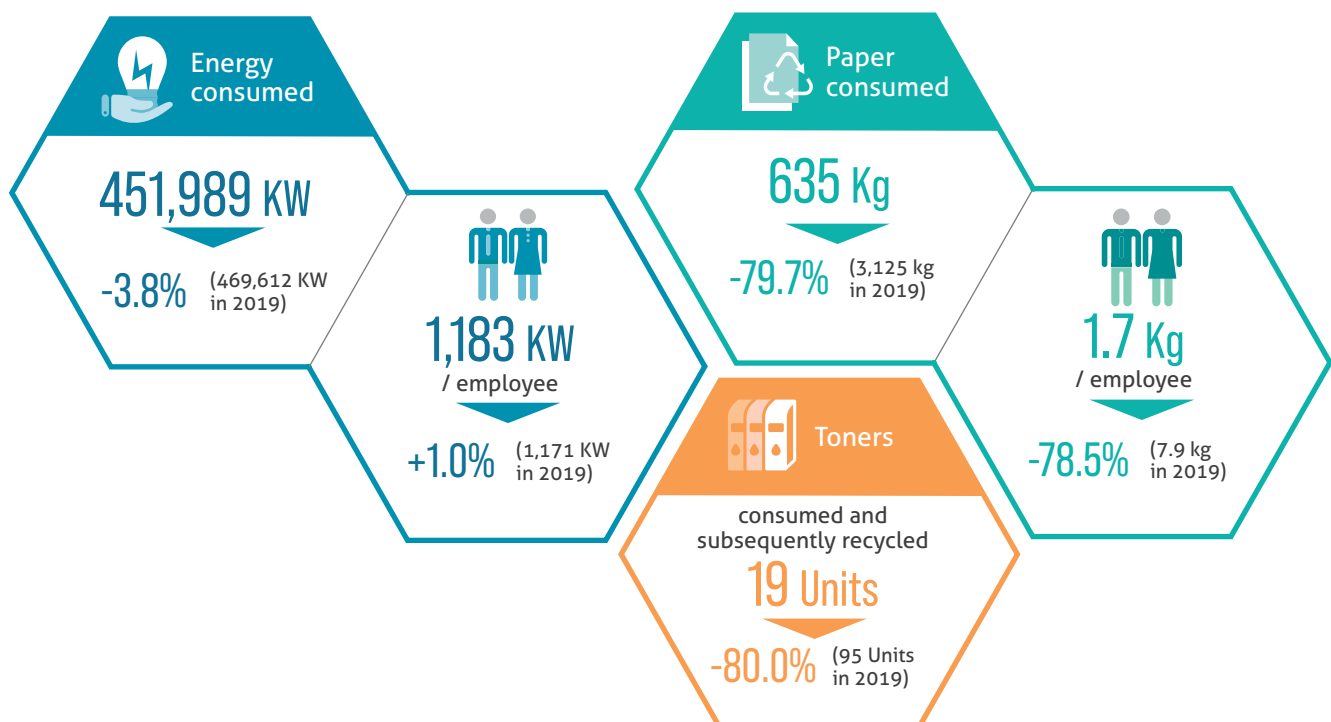 Energy
consumed
451,989 KW
-3.8%
(469,612 KW
in 2019)
1,183 KW
/ employee
+1.0%
(1,171 KW
in 2019)
Paper
consumed
635 Kg
-79.7%
(3,125 kg
in 2019)
1.7 Kg
/ employee
-78.5%
(7.9 kg
in 2019)
Toners
consumed and
subsequently recycled
19 Units
-80.0%
(95 Units
in 2019)